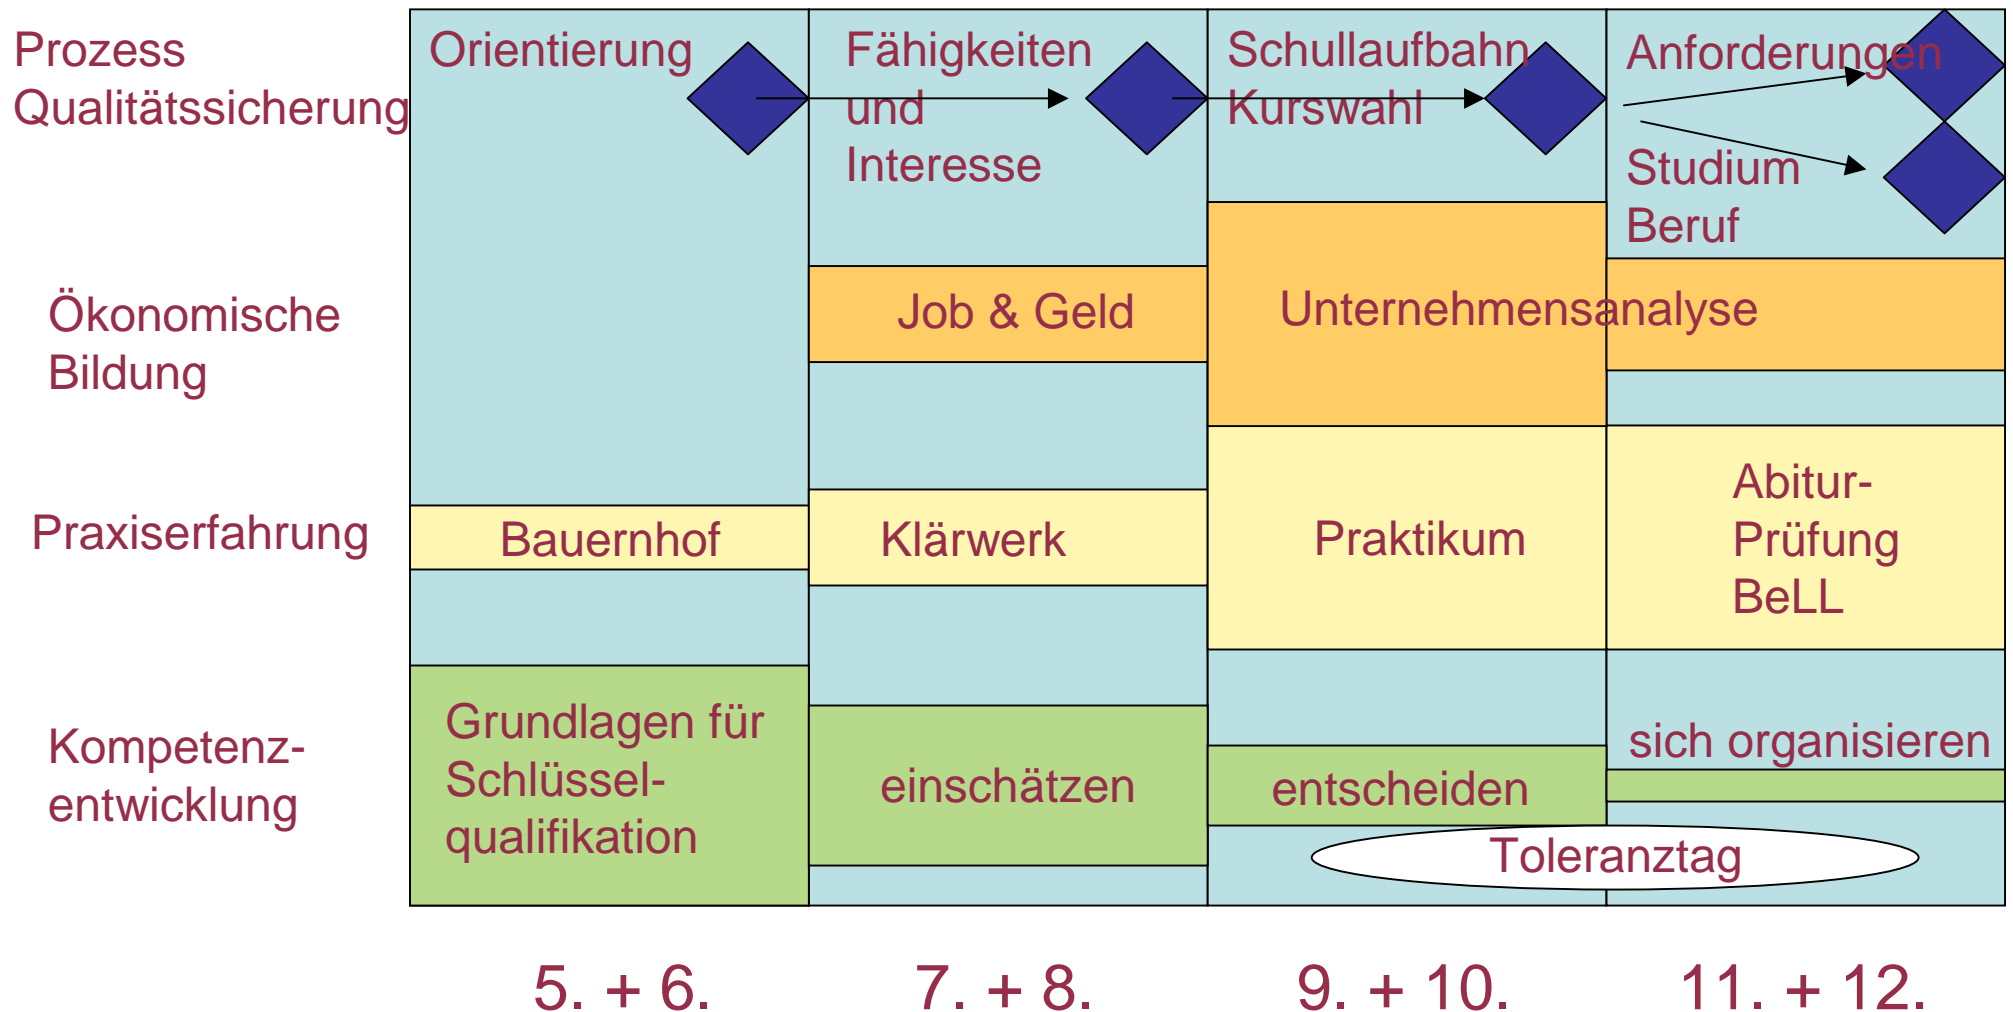 Prozess
Qualitätssicherung
Orientierung
Fähigkeiten
und
Interesse
Schullaufbahn
Kurswahl
Anforderungen
Studium
Beruf
Ökonomische
Bildung
Job & Geld
Unternehmensanalyse
Praxiserfahrung
Bauernhof
Klärwerk
Praktikum
Abitur-
Prüfung
BeLL
Kompetenz-
entwicklung
Grundlagen für
Schlüssel-
qualifikation
einschätzen
entscheiden
sich organisieren
Toleranztag
5. + 6.
7. + 8.
9. + 10.
11. + 12.